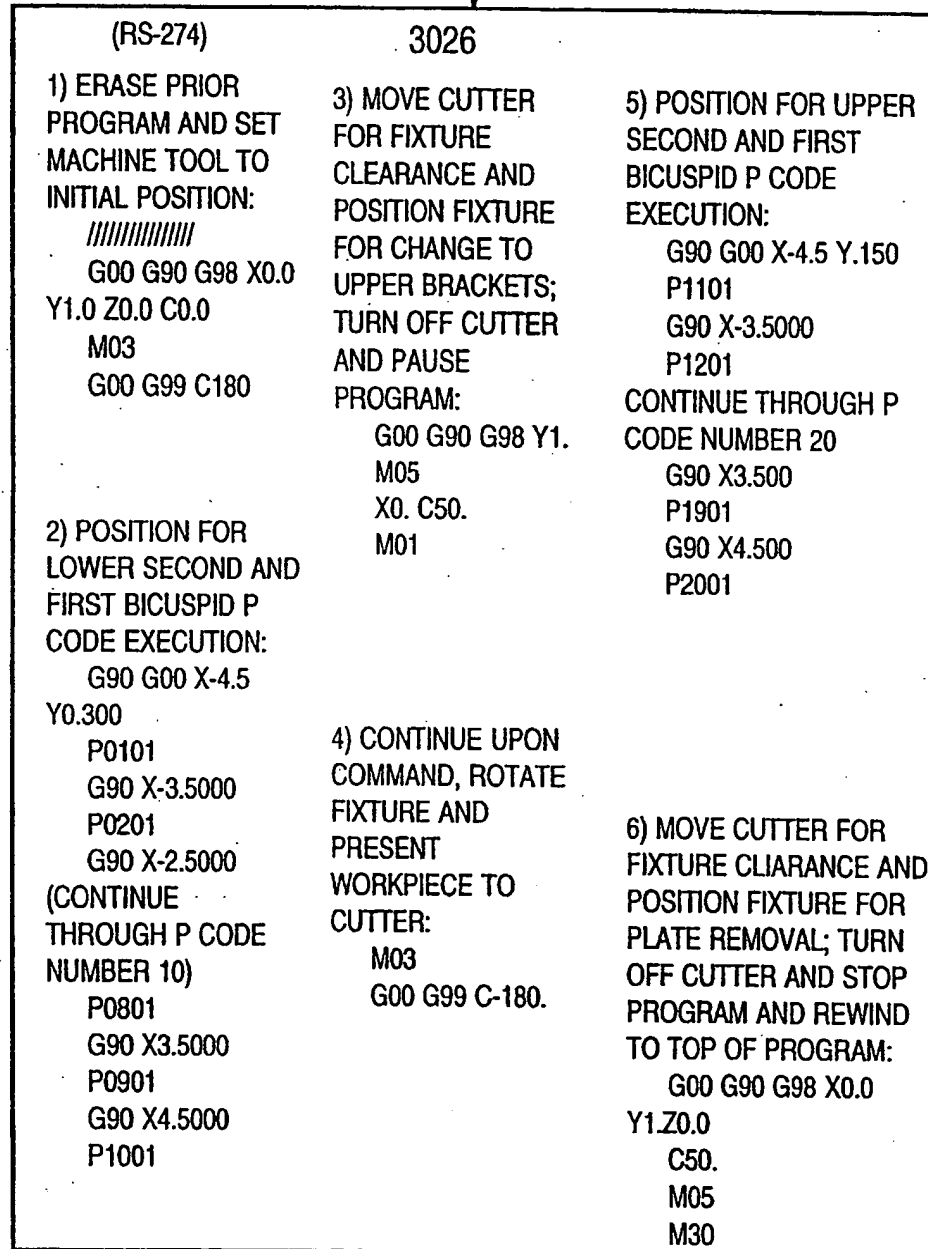 (RS-274)
3026
1) ERASE PRIOR
PROGRAM AND SET
MACHINE TOOL TO
INITIAL POSITION:
////////////////
G00 G90 G98 X0.0
Y1.0 Z0.0 C0.0
M03
G00 G99 C180
2) POSITION FOR
LOWER SECOND AND
FIRST BICUSPID P
CODE EXECUTION:
G90 G00 X-4.5
Y0.300
P0101
G90 X-3.5000
P0201
G90 X-2.5000
(CONTINUE
THROUGH P CODE
NUMBER 10)
P0801
G90 X3.5000
P0901
G90 X4.5000
P1001
3) MOVE CUTTER
FOR FIXTURE
CLEARANCE AND
POSITION FIXTURE
FOR CHANGE TO
UPPER BRACKETS;
TURN OFF CUTTER
AND PAUSE
PROGRAM:
G00 G90 G98 Y1.
M05
X0. C50.
M01
4) CONTINUE UPON
COMMAND, ROTATE
FIXTURE AND
PRESENT
WORKPIECE TO
CUTTER:
M03
G00 G99 C-180.
5) POSITION FOR UPPER
SECOND AND FIRST
BICUSPID P CODE
EXECUTION:
G90 G00 X-4.5 Y.150
P1101
G90 X-3.5000
P1201
CONTINUE THROUGH P
CODE NUMBER 20
G90 X3.500
P1901
G90 X4.500
P2001
6) MOVE CUTTER FOR
FIXTURE CLIARANCE AND
POSITION FIXTURE FOR
PLATE REMOVAL; TURN
OFF CUTTER AND STOP
PROGRAM AND REWIND
TO TOP OF PROGRAM:
G00 G90 G98 X0.0
Y1.Z0.0
C50.
M05
M30